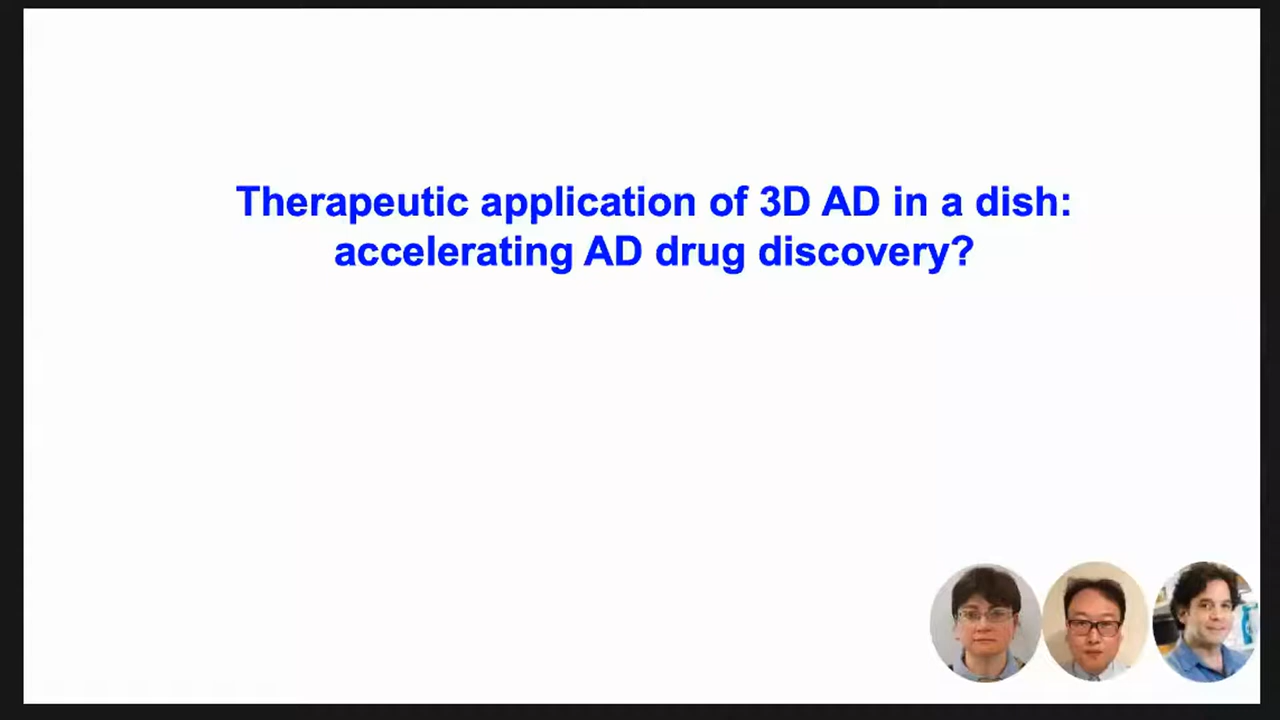 Therapeutic application of 3D AD in a dish:
accelerating AD drug discovery?